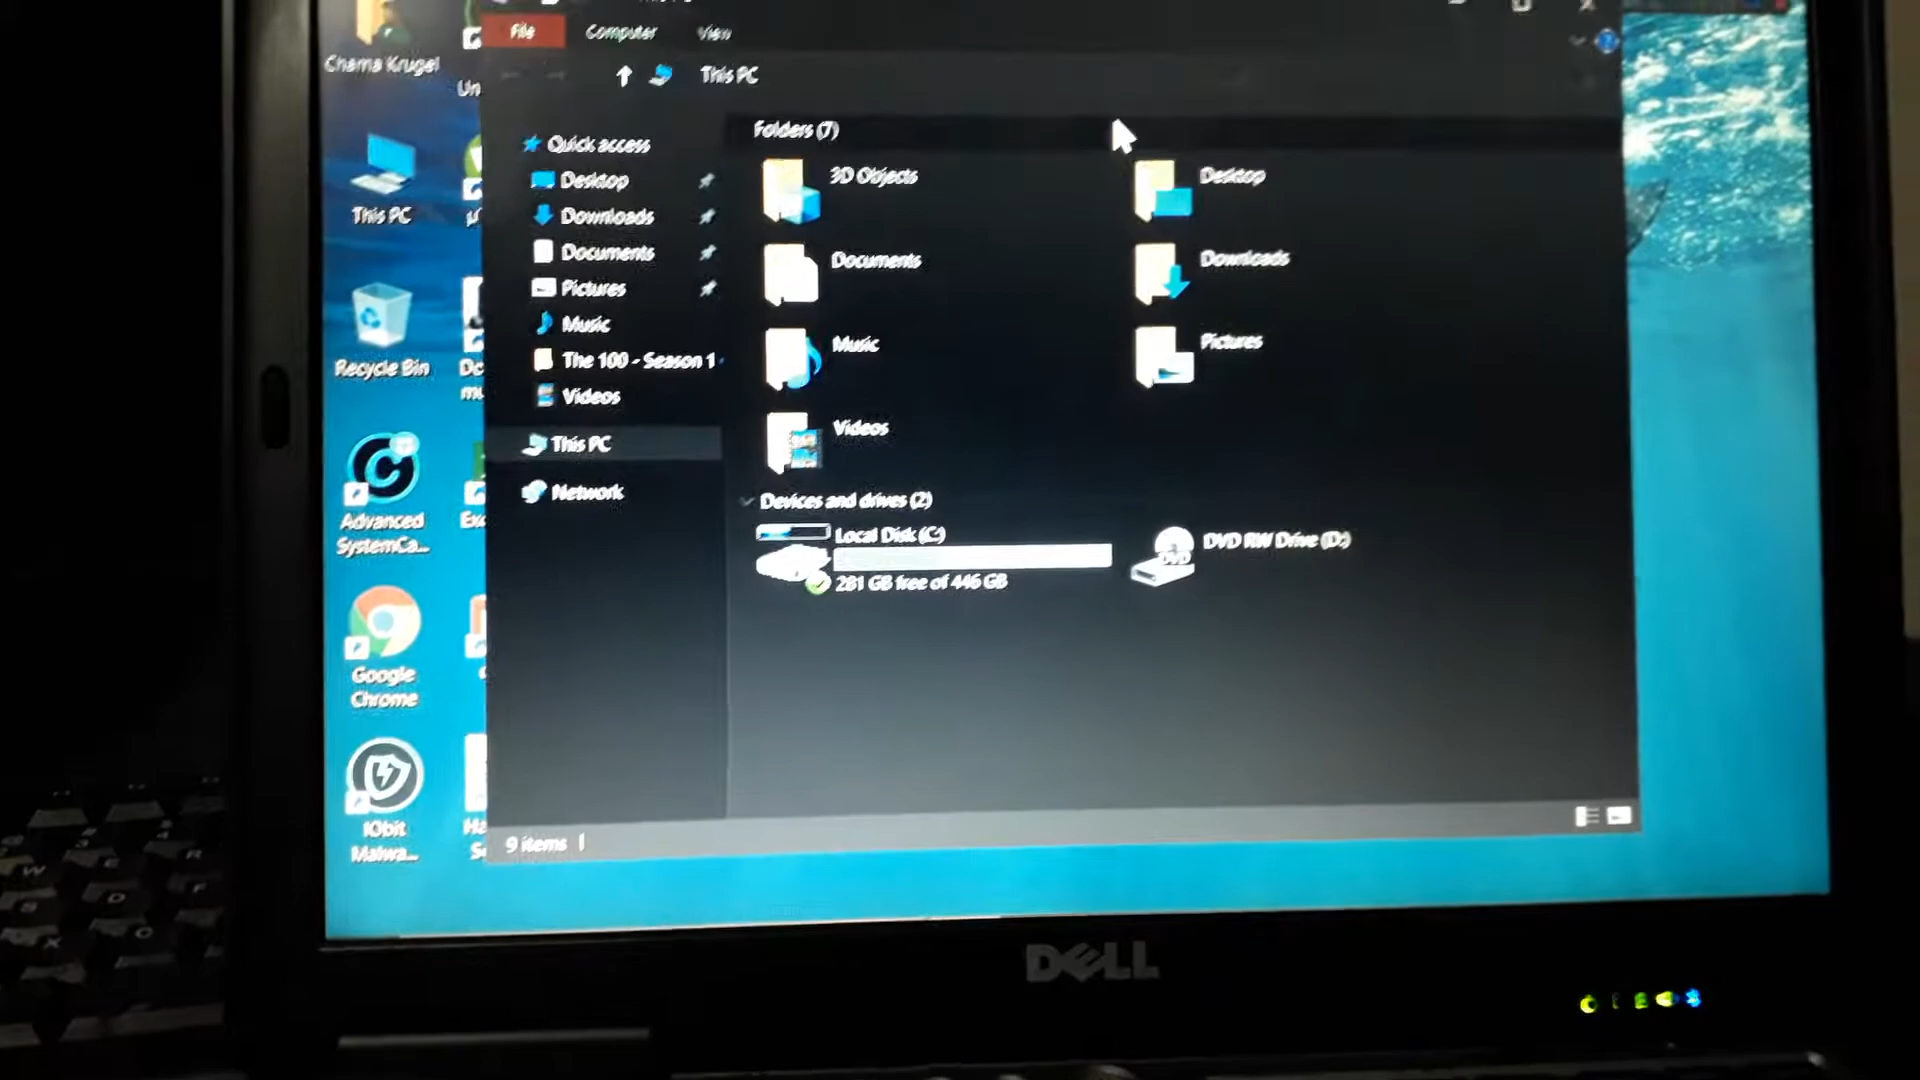 Chama Krugel
This PC
Recycle Bin
Advanced
SystemCa...
Google
Chrome
IObit
Malwa...
Un
File
Computer
View
This PC
Quick access
Desktop
Downloads
Documents
Pictures
Music
The 100 - Season 1
Videos
This PC
Network
Folders (7)
3D Objects
Desktop
Documents
Downloads
Music
Pictures
Videos
Devices and drives (2)
Local Disk (C:)
281 GB free of 446 GB
DVD
DVD RW Drive (D:)
9 items
DELL